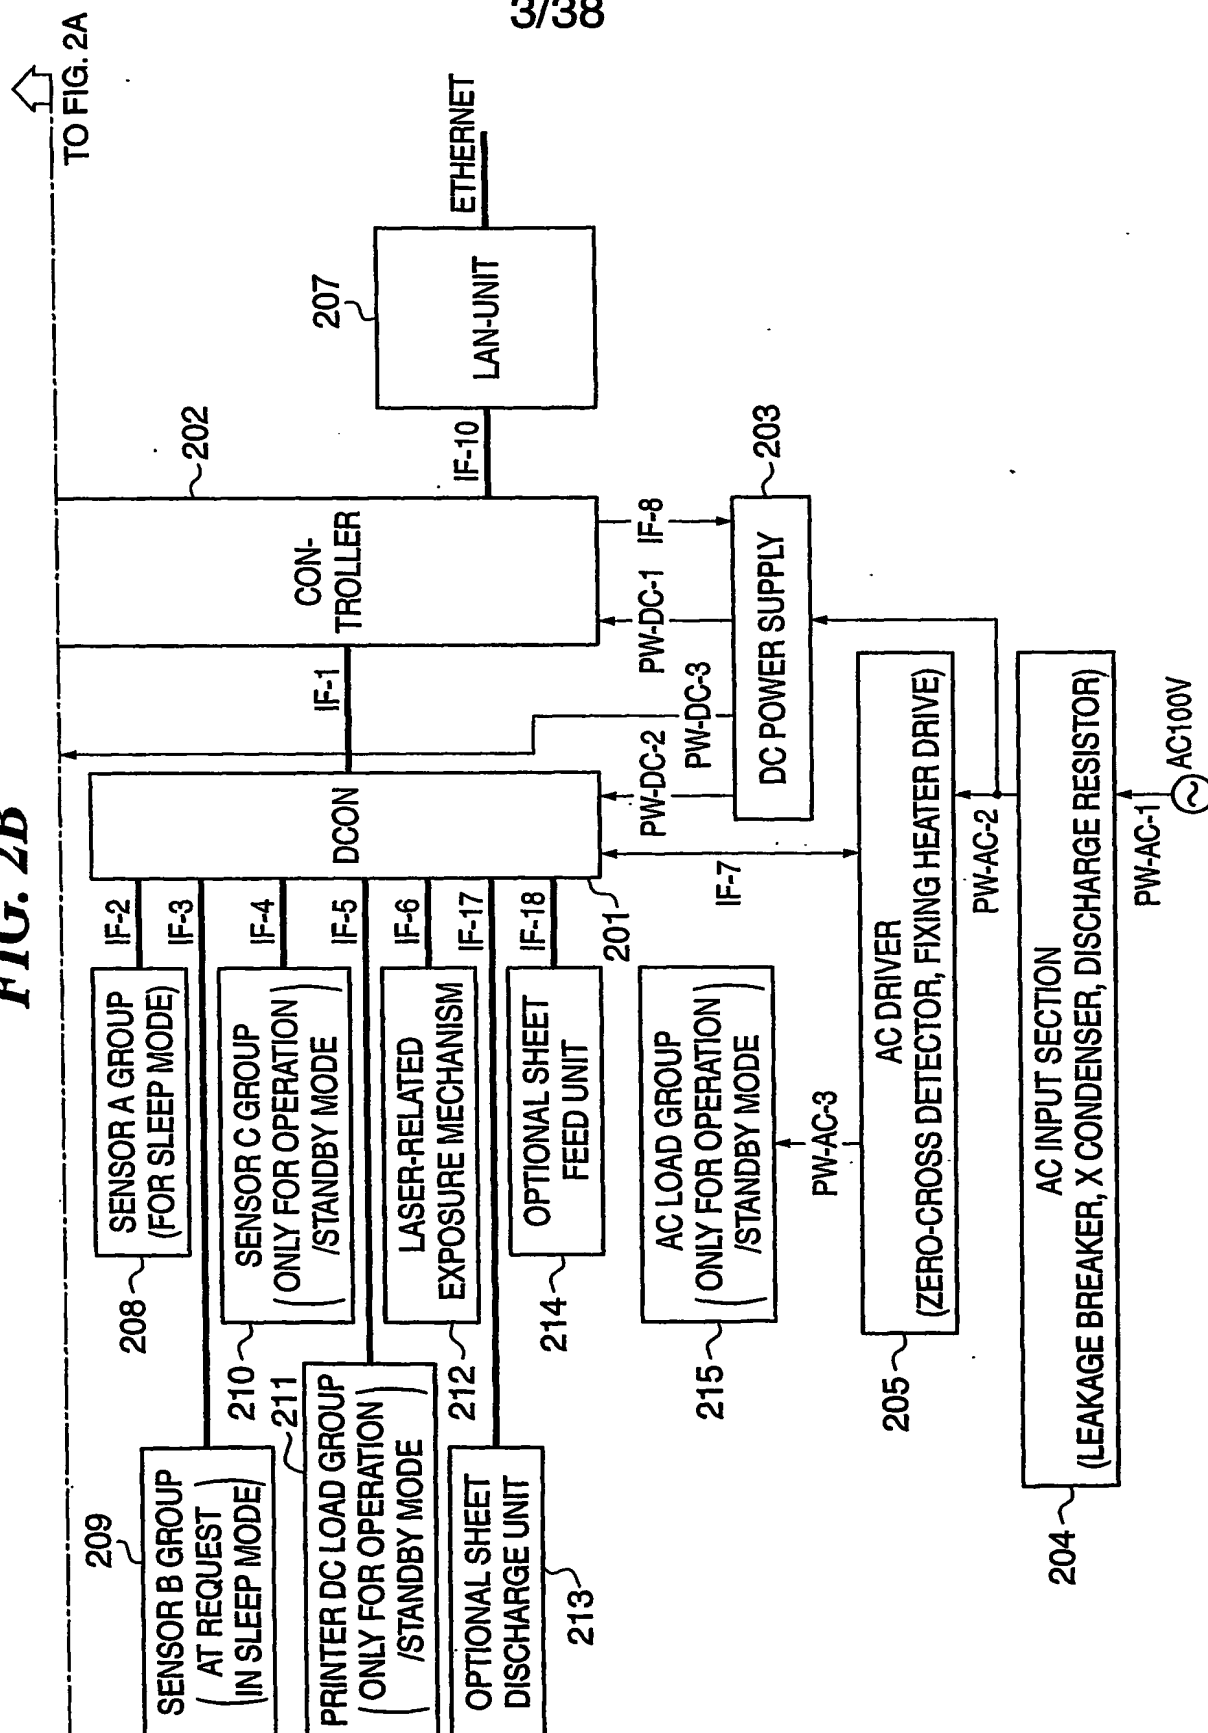 3/38
FIG. 2B
TO FIG. 2A
209
SENSOR B GROUP
(AT REQUEST
IN SLEEP MODE)
208
SENSOR A GROUP
(FOR SLEEP MODE)
IF-2
IF-3
210
SENSOR C GROUP
(ONLY FOR OPERATION
/STANDBY MODE)
IF-4
211
PRINTER DC LOAD GROUP
(ONLY FOR OPERATION
/STANDBY MODE)
IF-5
212
LASER-RELATED
EXPOSURE MECHANISM
IF-6
213
OPTIONAL SHEET
DISCHARGE UNIT
IF-17
214
OPTIONAL SHEET
FEED UNIT
IF-18
DCON
201
IF-1
CON-
TROLLER
202
IF-10
LAN-UNIT
207
ETHERNET
PW-DC-2
PW-DC-3
PW-DC-1
IF-8
DC POWER SUPPLY
203
IF-7
215
AC LOAD GROUP
(ONLY FOR OPERATION
/STANDBY MODE)
PW-AC-3
205
AC DRIVER
(ZERO-CROSS DETECTOR, FIXING HEATER DRIVE)
PW-AC-2
204
AC INPUT SECTION
(LEAKAGE BREAKER, X CONDENSER, DISCHARGE RESISTOR)
PW-AC-1
AC100V